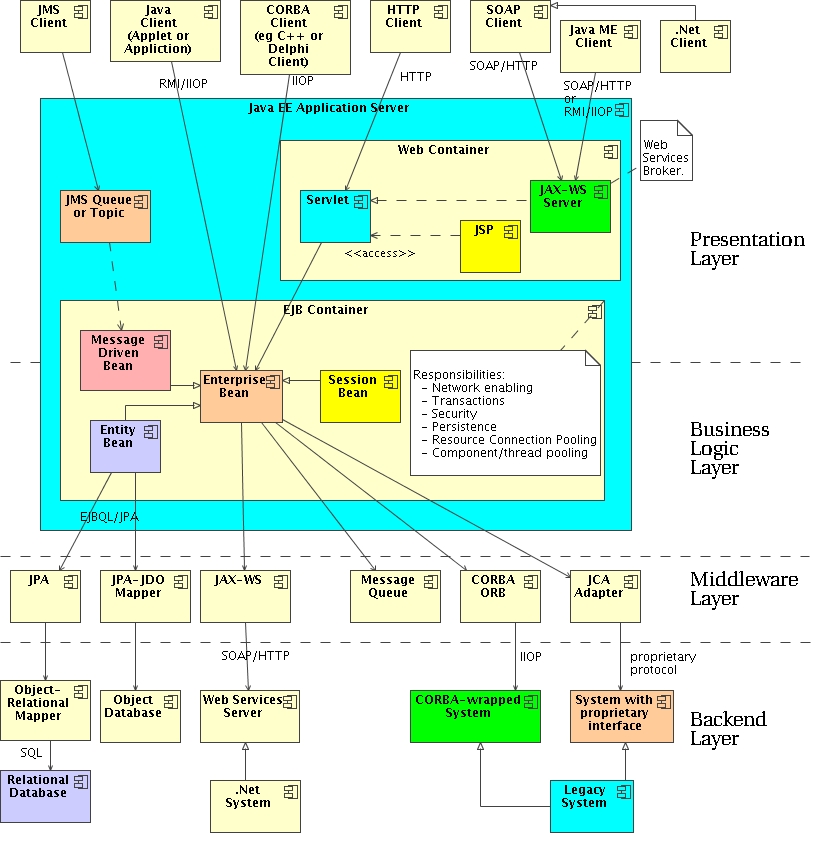 JMS
Client
Java
Client
(Applet or
Appliction)
CORBA
Client
(eg C++ or
Delphi
Client)
HTTP
Client
SOAP
Client
Java ME
Client
.Net
Client
RMI/IIOP
IIOP
HTTP
SOAP/HTTP
SOAP/HTTP
or
RMI/IIOP
Java EE Application Server
Web Container
Web
Services
Broker.
JMS Queue
or Topic
Servlet
JAX-WS
Server
JSP
<<access>>
Presentation
Layer
EJB Container
Message
Driven
Bean
Enterprise
Bean
Session
Bean
Entity
Bean
Responsibilities:
- Network enabling
- Transactions
- Security
- Persistence
- Resource Connection Pooling
- Component/thread pooling
Business
Logic
Layer
EJBQL/JPA
JPA
JPA-JDO
Mapper
JAX-WS
Message
Queue
CORBA
ORB
JCA
Adapter
Middleware
Layer
SOAP/HTTP
IIOP
proprietary
protocol
Object-
Relational
Mapper
Object
Database
Web Services
Server
CORBA-wrapped
System
System with
proprietary
interface
Backend
Layer
SQL
Relational
Database
.Net
System
Legacy
System